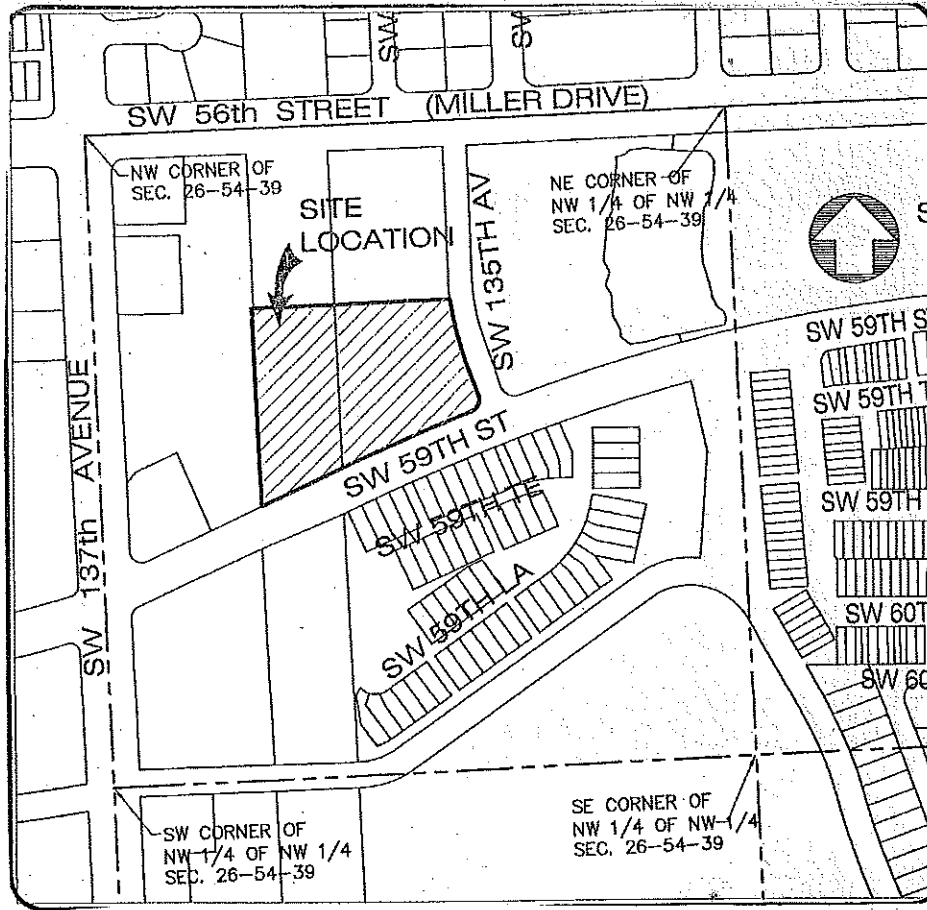 SW
SW
SW 56th STREET (MILLER DRIVE)
NW CORNER OF
SEC. 26-54-39
SITE
LOCATION
SW 135TH AV
NE CORNER OF
NW 1/4 OF NW 1/4
SEC. 26-54-39
S
SW 137th AVENUE
SW 59TH ST
SW 59TH TE
SW 59TH LA
SW 59TH S
SW 59TH T
SW 59TH
SW 60T
SW 60
SW CORNER OF
NW 1/4 OF NW 1/4
SEC. 26-54-39
SE CORNER OF
NW 1/4 OF NW 1/4
SEC. 26-54-39